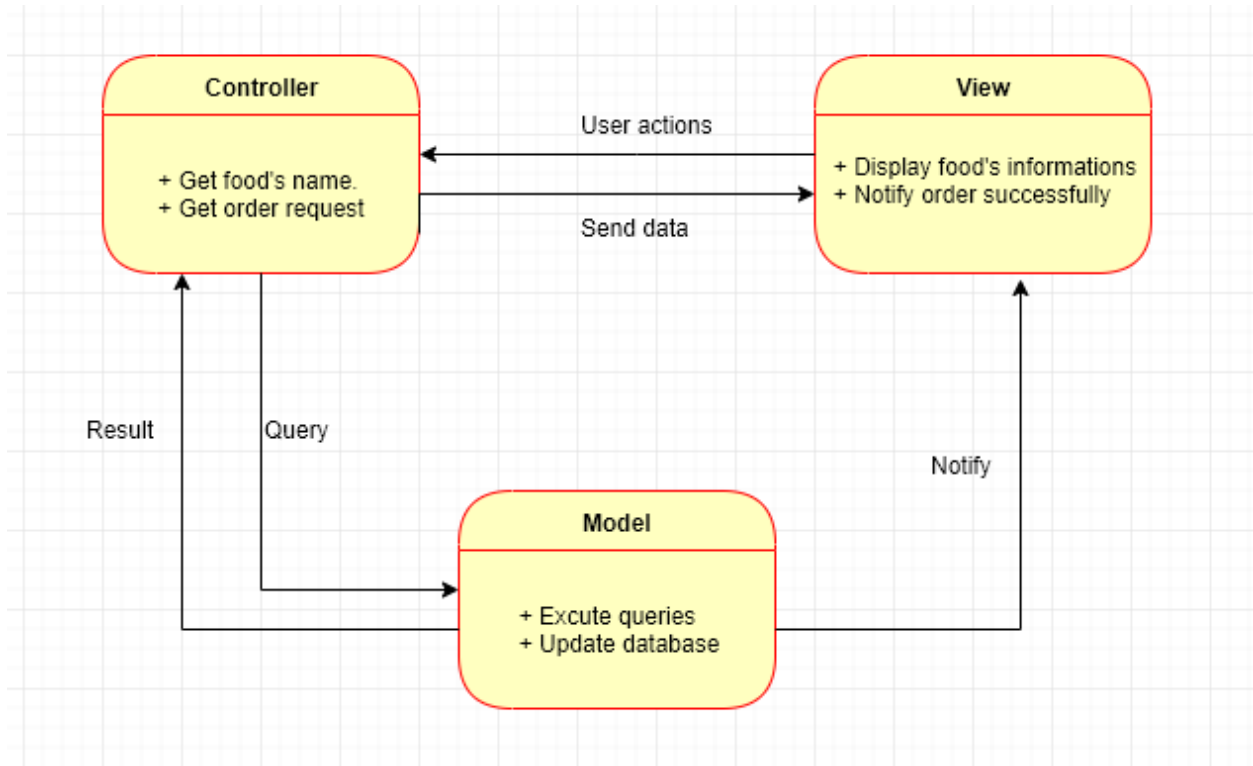 Controller
+ Get food's name.
+ Get order request
User actions
Send data
View
+ Display food's informations
+ Notify order successfully
Result
Query
Notify
Model
+ Excute queries
+ Update database